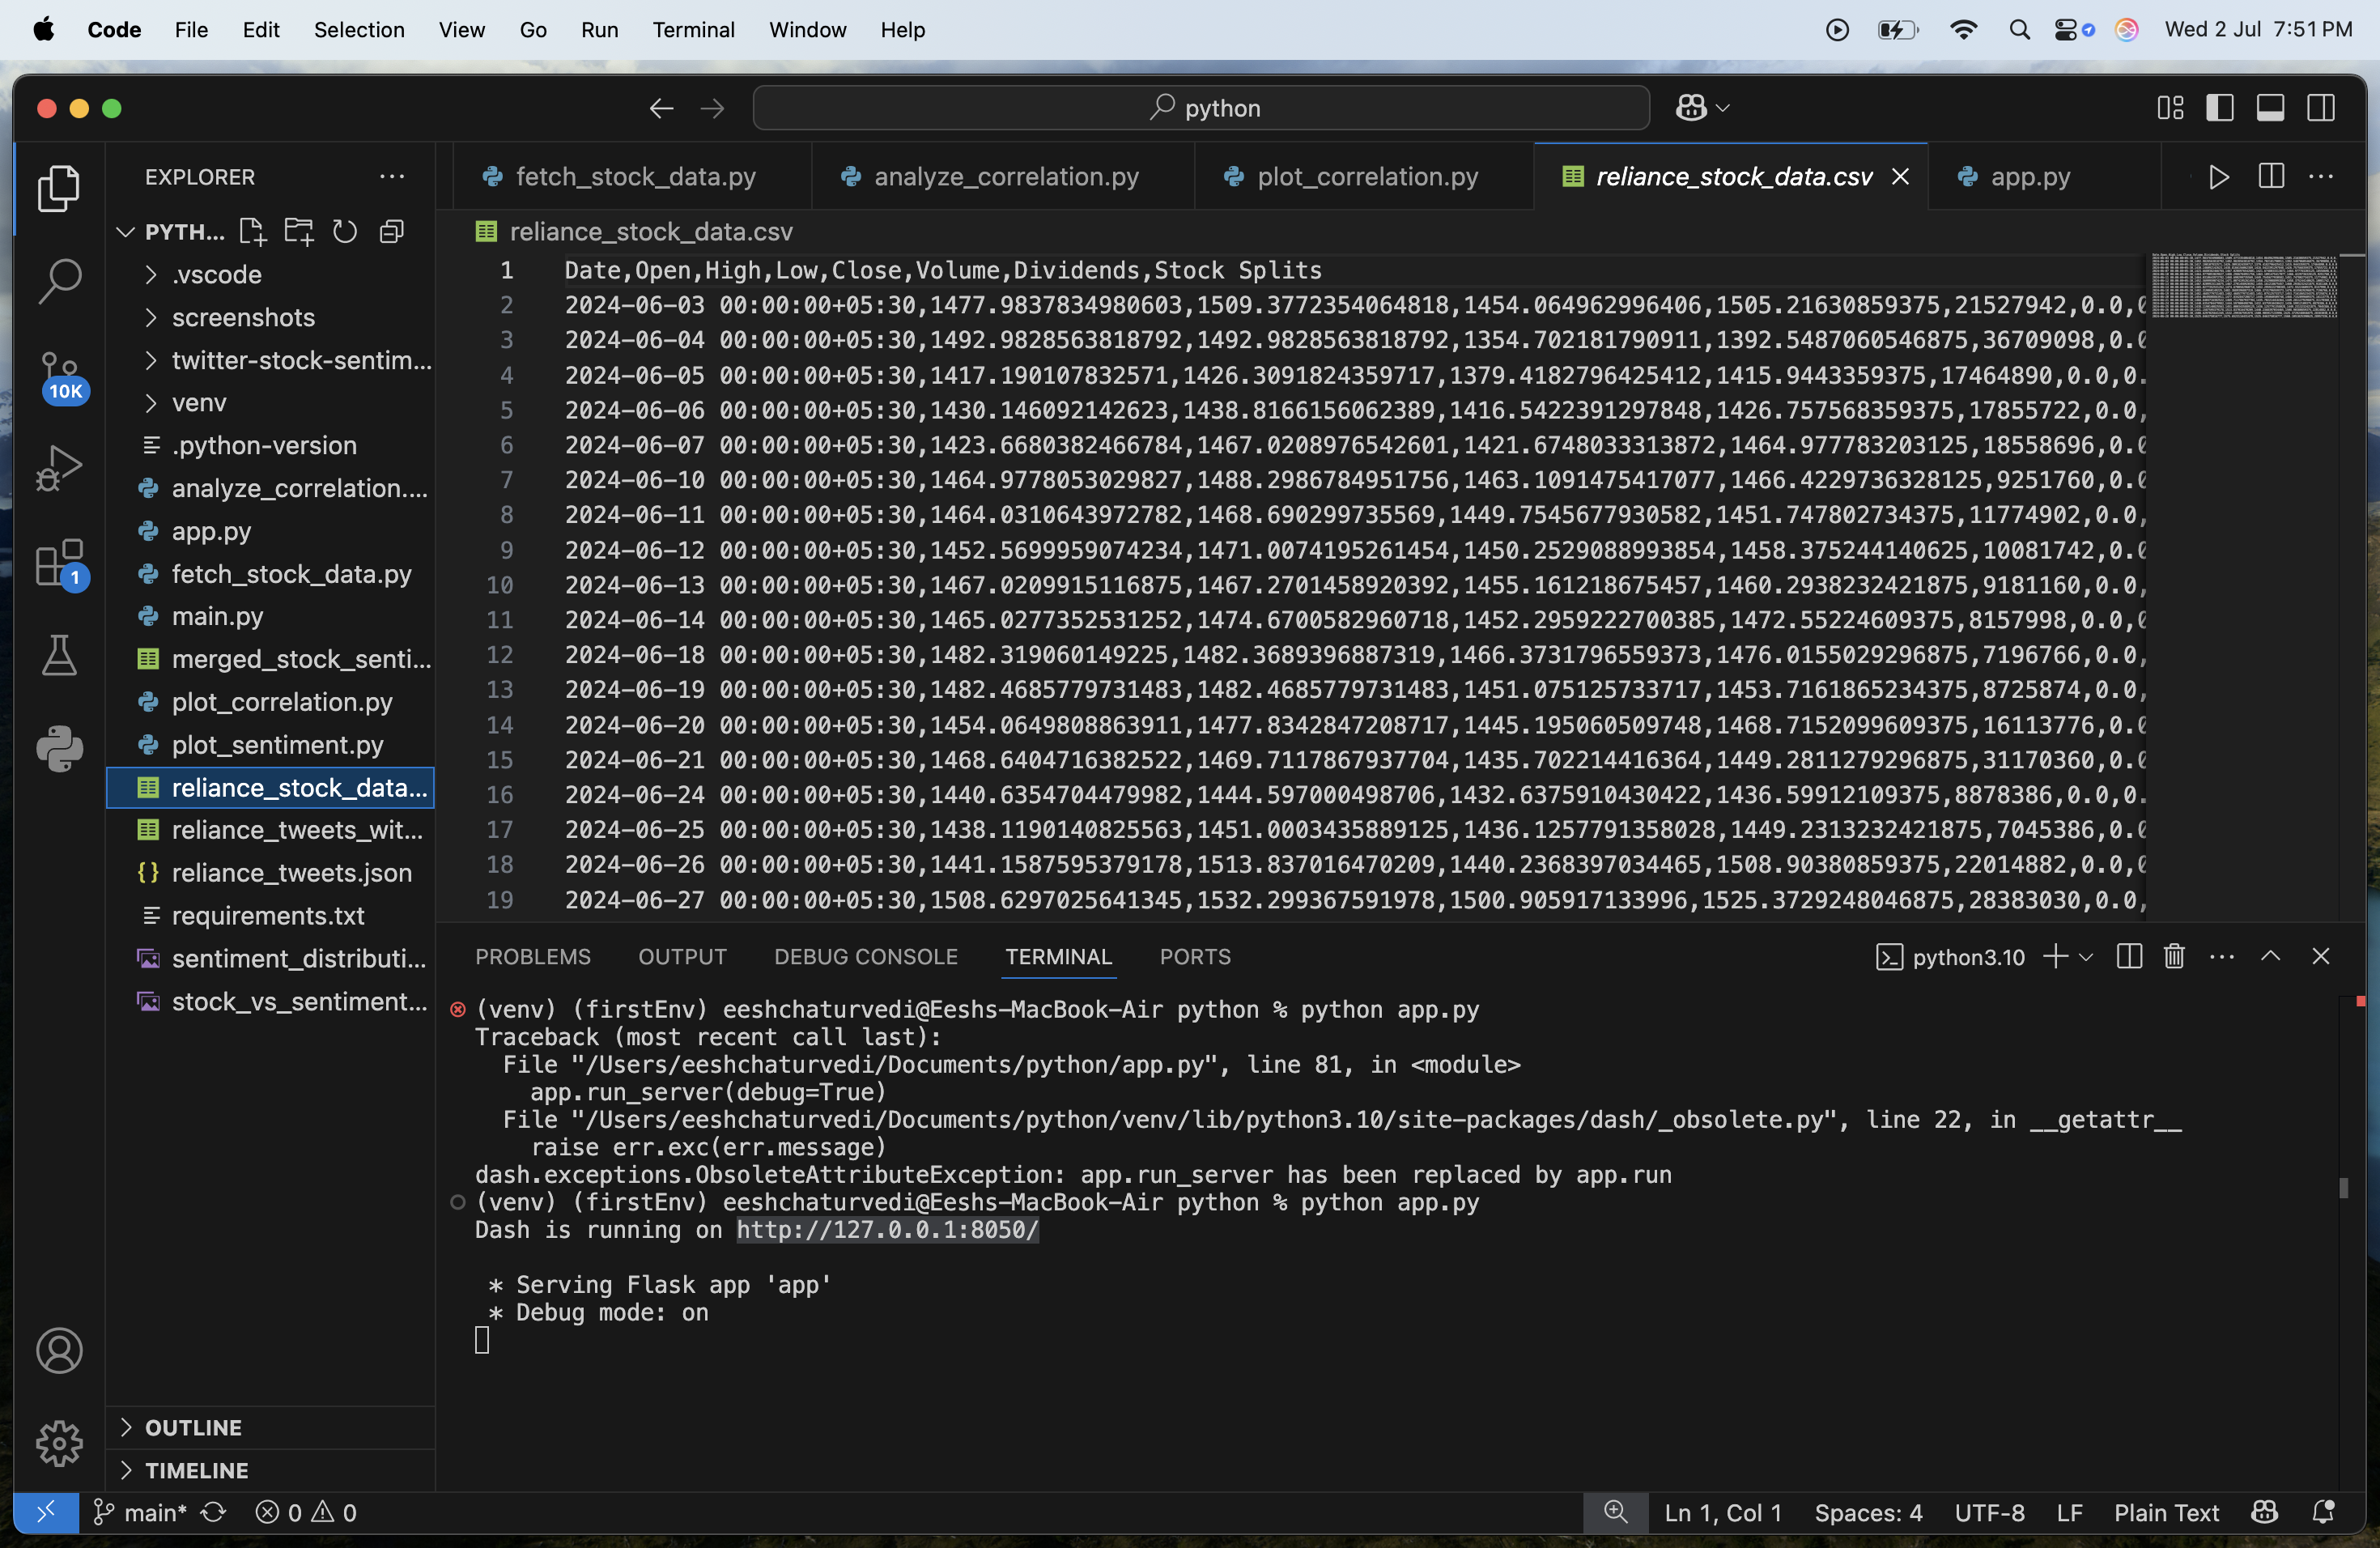 Code File Edit Selection View Go Run Terminal Window Help Wed 2 Jul 7:51 PM
python
EXPLORER
PYTH...
.vscode
screenshots
twitter-stock-sentim...
venv
.python-version
analyze_correlation....
app.py
fetch_stock_data.py
main.py
merged_stock_senti...
plot_correlation.py
plot_sentiment.py
reliance_stock_data...
reliance_tweets_wit...
reliance_tweets.json
requirements.txt
sentiment_distributi...
stock_vs_sentiment...
OUTLINE
TIMELINE
10K
1
fetch_stock_data.py analyze_correlation.py plot_correlation.py reliance_stock_data.csv app.py
reliance_stock_data.csv
1 Date,Open,High,Low,Close,Volume,Dividends,Stock Splits
2 2024-06-03 00:00:00+05:30,1477.9837834980603,1509.3772354064818,1454.064962996406,1505.21630859375,21527942,0.0,0
3 2024-06-04 00:00:00+05:30,1492.9828563818792,1492.9828563818792,1354.702181790911,1392.5487060546875,36709098,0.0
4 2024-06-05 00:00:00+05:30,1417.190107832571,1426.3091824359717,1379.4182796425412,1415.9443359375,17464890,0.0,0.
5 2024-06-06 00:00:00+05:30,1430.146092142623,1438.8166156062389,1416.5422391297848,1426.757568359375,17855722,0.0,
6 2024-06-07 00:00:00+05:30,1423.6680382466784,1467.0208976542601,1421.6748033313872,1464.977783203125,18558696,0.0
7 2024-06-10 00:00:00+05:30,1464.9778053029827,1488.2986784951756,1463.1091475417077,1466.4229736328125,9251760,0.0
8 2024-06-11 00:00:00+05:30,1464.0310643972782,1468.690299735569,1449.7545677930582,1451.747802734375,11774902,0.0,
9 2024-06-12 00:00:00+05:30,1452.5699959074234,1471.0074195261454,1450.2529088993854,1458.375244140625,10081742,0.0
10 2024-06-13 00:00:00+05:30,1467.0209915116875,1467.2701458920392,1455.161218675457,1460.2938232421875,9181160,0.0
11 2024-06-14 00:00:00+05:30,1465.0277352531252,1474.6700582960718,1452.2959222700385,1472.55224609375,8157998,0.0,
12 2024-06-18 00:00:00+05:30,1482.319060149225,1482.3689396887319,1466.3731796559373,1476.0155029296875,7196766,0.0,
13 2024-06-19 00:00:00+05:30,1482.4685779731483,1482.4685779731483,1451.075125733717,1453.7161865234375,8725874,0.0,
14 2024-06-20 00:00:00+05:30,1454.0649808863911,1477.8342847208717,1445.195060509748,1468.7152099609375,16113776,0.0
15 2024-06-21 00:00:00+05:30,1468.6404716382522,1469.7117867937704,1435.702214416364,1449.2811279296875,31170360,0.0
16 2024-06-24 00:00:00+05:30,1440.6354704479982,1444.597000498706,1432.6375910430422,1436.59912109375,8878386,0.0,0.
17 2024-06-25 00:00:00+05:30,1438.1190140825563,1451.0003435889125,1436.1257791358028,1449.2313232421875,7045386,0.0
18 2024-06-26 00:00:00+05:30,1441.1587595379178,1513.837016470209,1440.2368397034465,1508.90380859375,22014882,0.0,0
19 2024-06-27 00:00:00+05:30,1508.6297025641345,1532.299367591978,1500.905917133996,1525.3729248046875,28383030,0.0,
PROBLEMS OUTPUT DEBUG CONSOLE TERMINAL PORTS python3.10
(venv) (firstEnv) eeshchaturvedi@Eeshs-MacBook-Air python % python app.py
Traceback (most recent call last):
File "/Users/eeshchaturvedi/Documents/python/app.py", line 81, in <module>
app.run_server(debug=True)
File "/Users/eeshchaturvedi/Documents/python/venv/lib/python3.10/site-packages/dash/_obsolete.py", line 22, in __getattr__
raise err.exc(err.message)
dash.exceptions.ObsoleteAttributeException: app.run_server has been replaced by app.run
(venv) (firstEnv) eeshchaturvedi@Eeshs-MacBook-Air python % python app.py
Dash is running on http://127.0.0.1:8050/
* Serving Flask app 'app'
* Debug mode: on
main* 0 0 Ln 1, Col 1 Spaces: 4 UTF-8 LF Plain Text